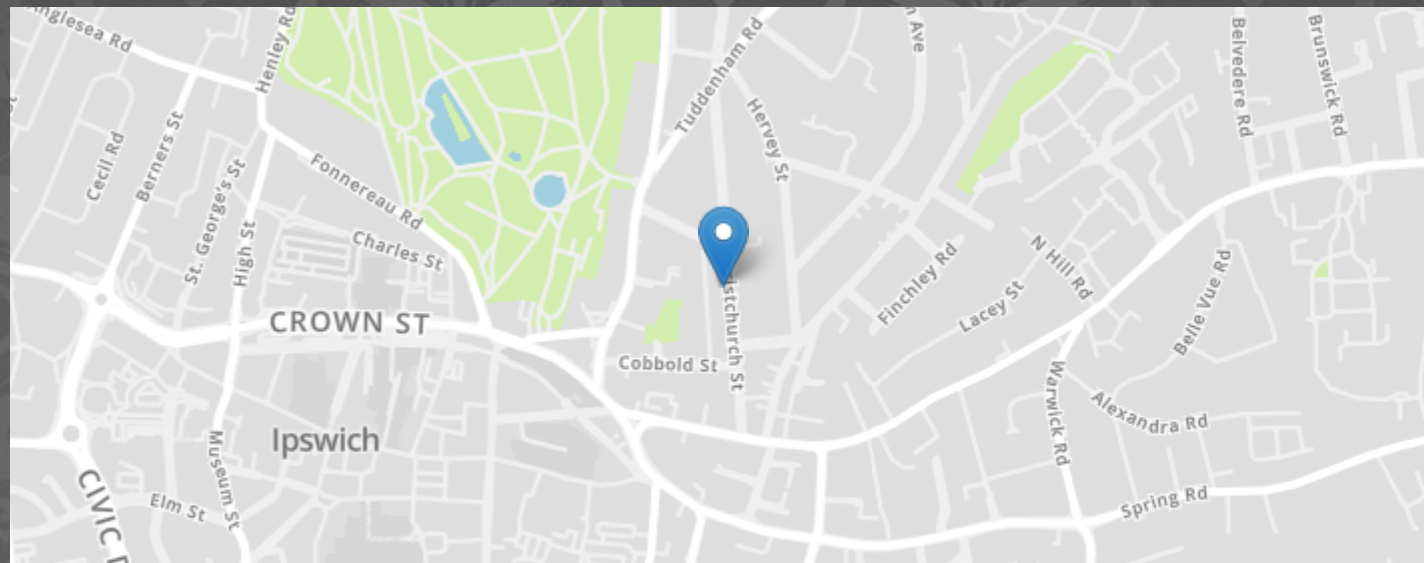 Anglesea Rd
Henley Rd
Tuddenham Rd
Ave
Belvedere Rd
Brunswick Rd
Cecil Rd
Berners St
St. George's St
Fonnereau Rd
Hervey St
High St
Charles St
Finchley Rd
N Hill Rd
Lacey St
Belle Vue Rd
CROWN ST
stchurch St
Cobbold St
Warwick Rd
Alexandra Rd
Ipswich
Museum St
CIVIC
Elm St
Spring Rd